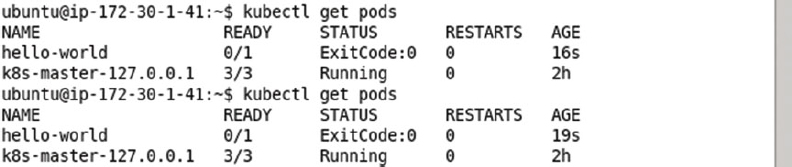 ubuntu@ip-172-30-1-41:~$ kubectl get pods
NAME READY STATUS RESTARTS AGE
hello-world 0/1 ExitCode:0 0 16s
k8s-master-127.0.0.1 3/3 Running 0 2h
ubuntu@ip-172-30-1-41:~$ kubectl get pods
NAME READY STATUS RESTARTS AGE
hello-world 0/1 ExitCode:0 0 19s
k8s-master-127.0.0.1 3/3 Running 0 2h